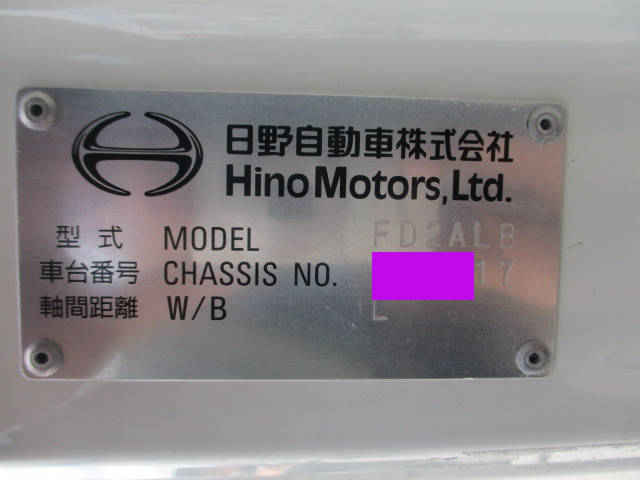 日野自動車株式会社
Hino Motors, Ltd.
型式 MODEL FD2ALB
車台番号 CHASSIS NO. 17
軸間距離 W/B L